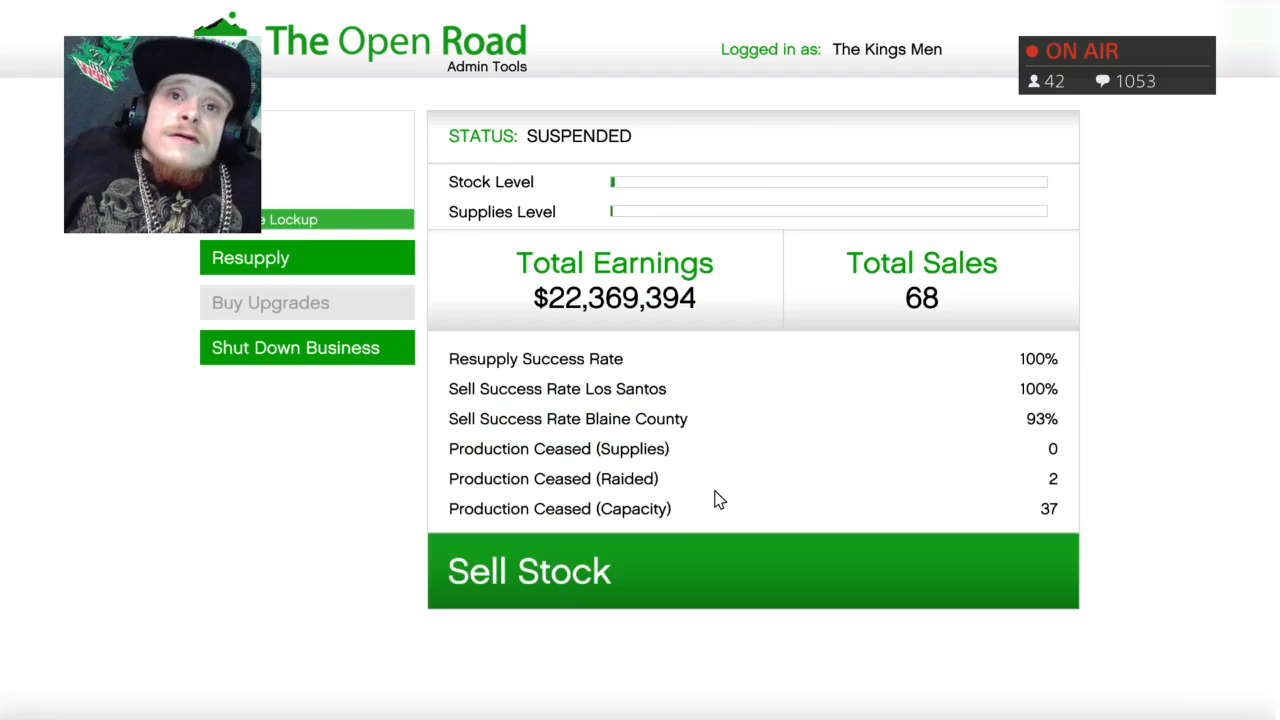 The Open Road
Admin Tools
Logged in as: The Kings Men
ON AIR
42 1053
STATUS: SUSPENDED
Stock Level
Supplies Level
Lockup
Resupply
Buy Upgrades
Shut Down Business
Total Earnings
$22,369,394
Total Sales
68
Resupply Success Rate 100%
Sell Success Rate Los Santos 100%
Sell Success Rate Blaine County 93%
Production Ceased (Supplies) 0
Production Ceased (Raided) 2
Production Ceased (Capacity) 37
Sell Stock